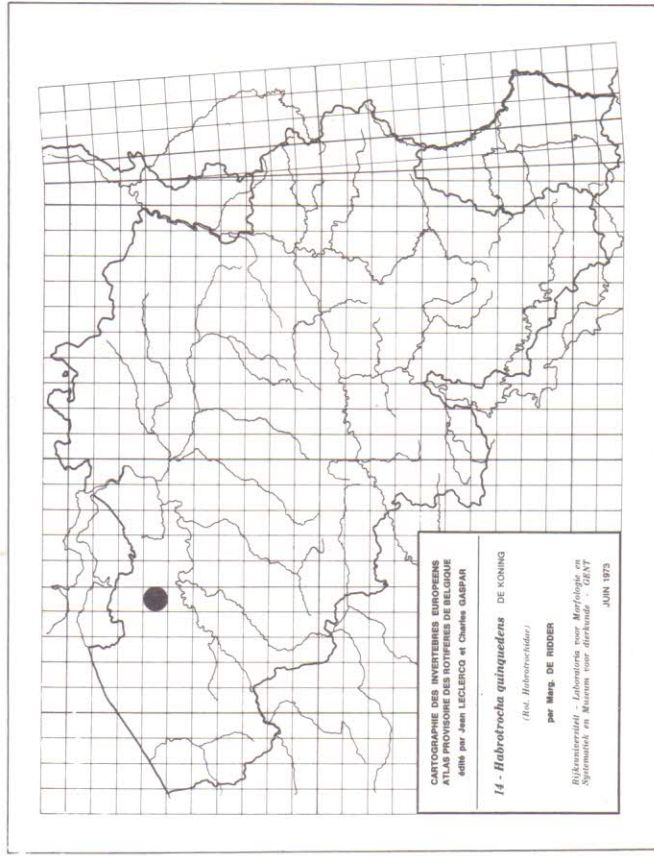 CARTOGRAPHIE DES INVERTEBRES EUROPEENS
ATLAS PROVISOIRE DES ROTIFERES DE BELGIQUE
édité par Jean LECLERCQ et Charles GASPAR
14 - Habrotrocha quinquedens DE KONING
(Rot. Habrotrochidae)
par Marg. DE RIDDER
Rijksuniversiteit - Laboratoria voor Morfologie en
Systematiek en Museum voor dierkunde - GENT
JUIN 1973